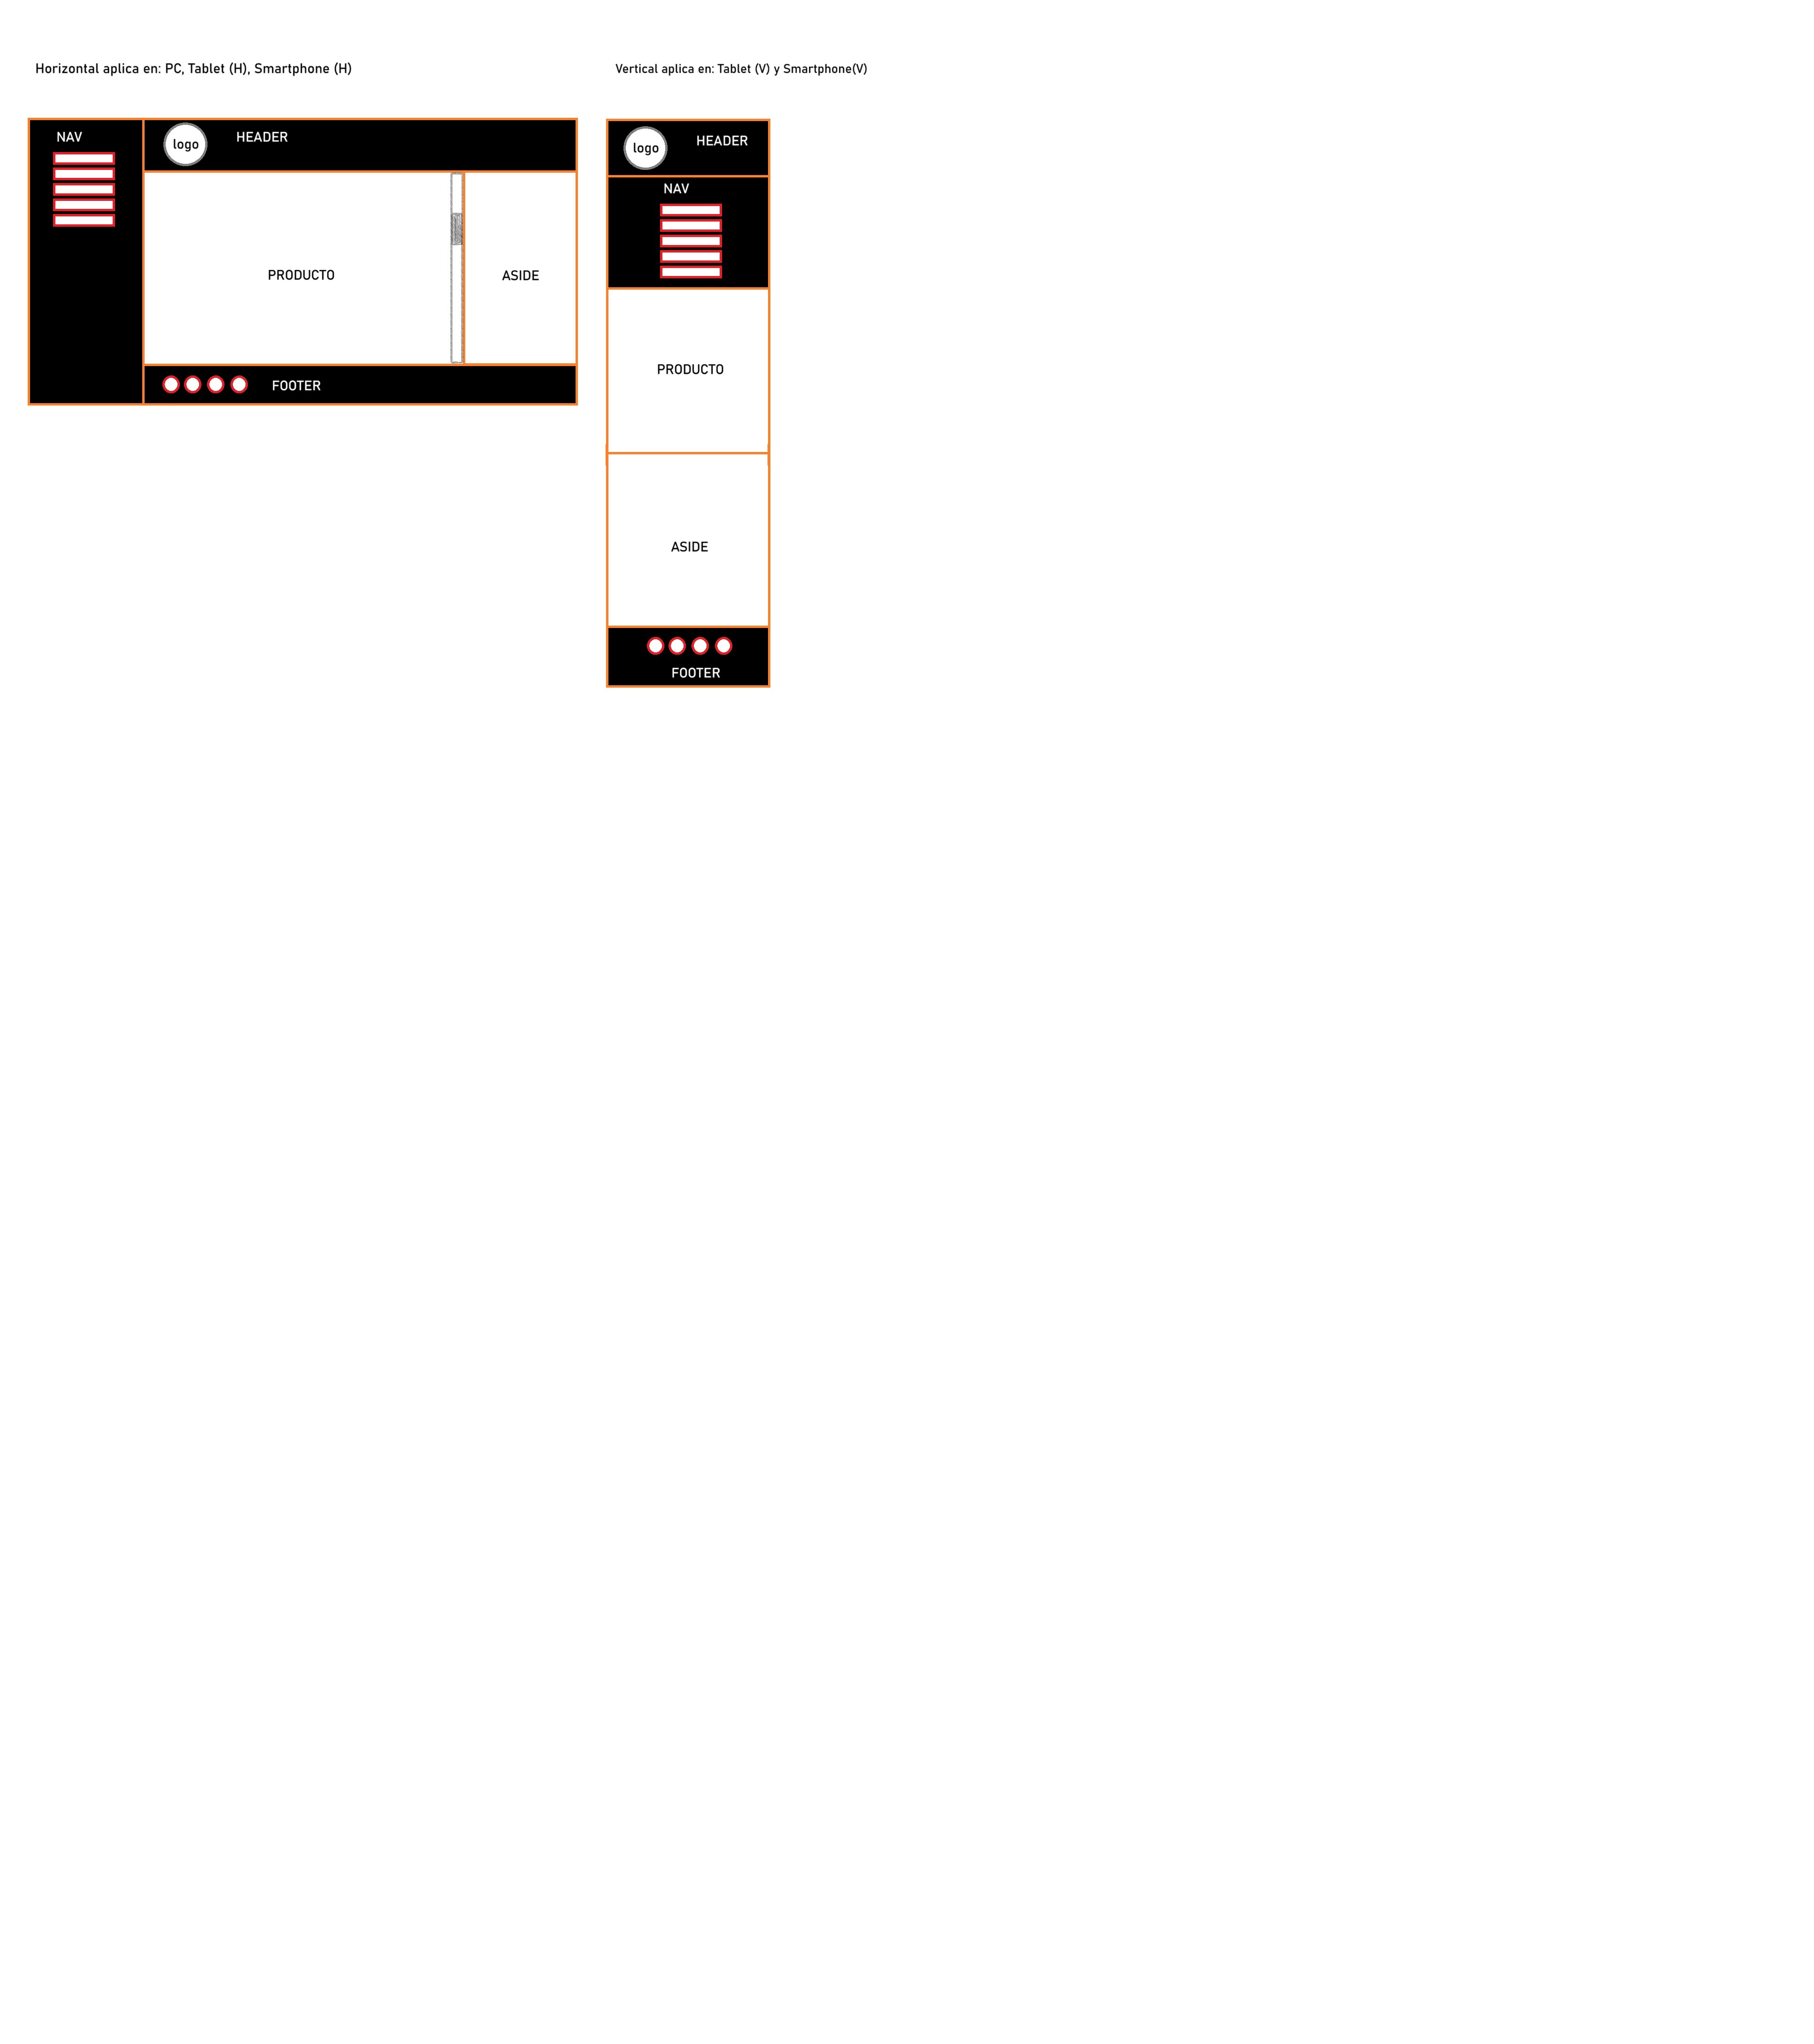 Horizontal aplica en: PC, Tablet (H), Smartphone (H)
NAV
logo
HEADER
PRODUCTO
ASIDE
FOOTER
Vertical aplica en: Tablet (V) y Smartphone(V)
logo
HEADER
NAV
PRODUCTO
ASIDE
FOOTER